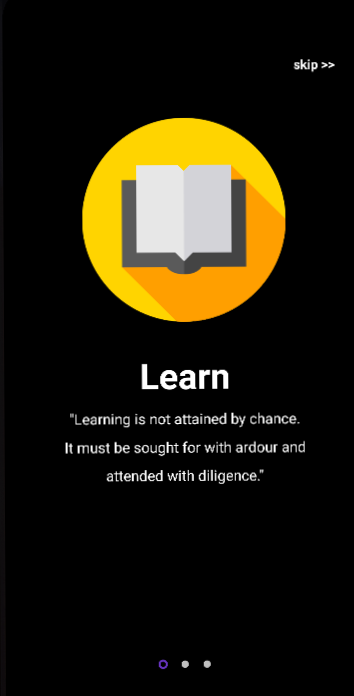 skip >>
Learn
"Learning is not attained by chance.
It must be sought for with ardour and
attended with diligence."